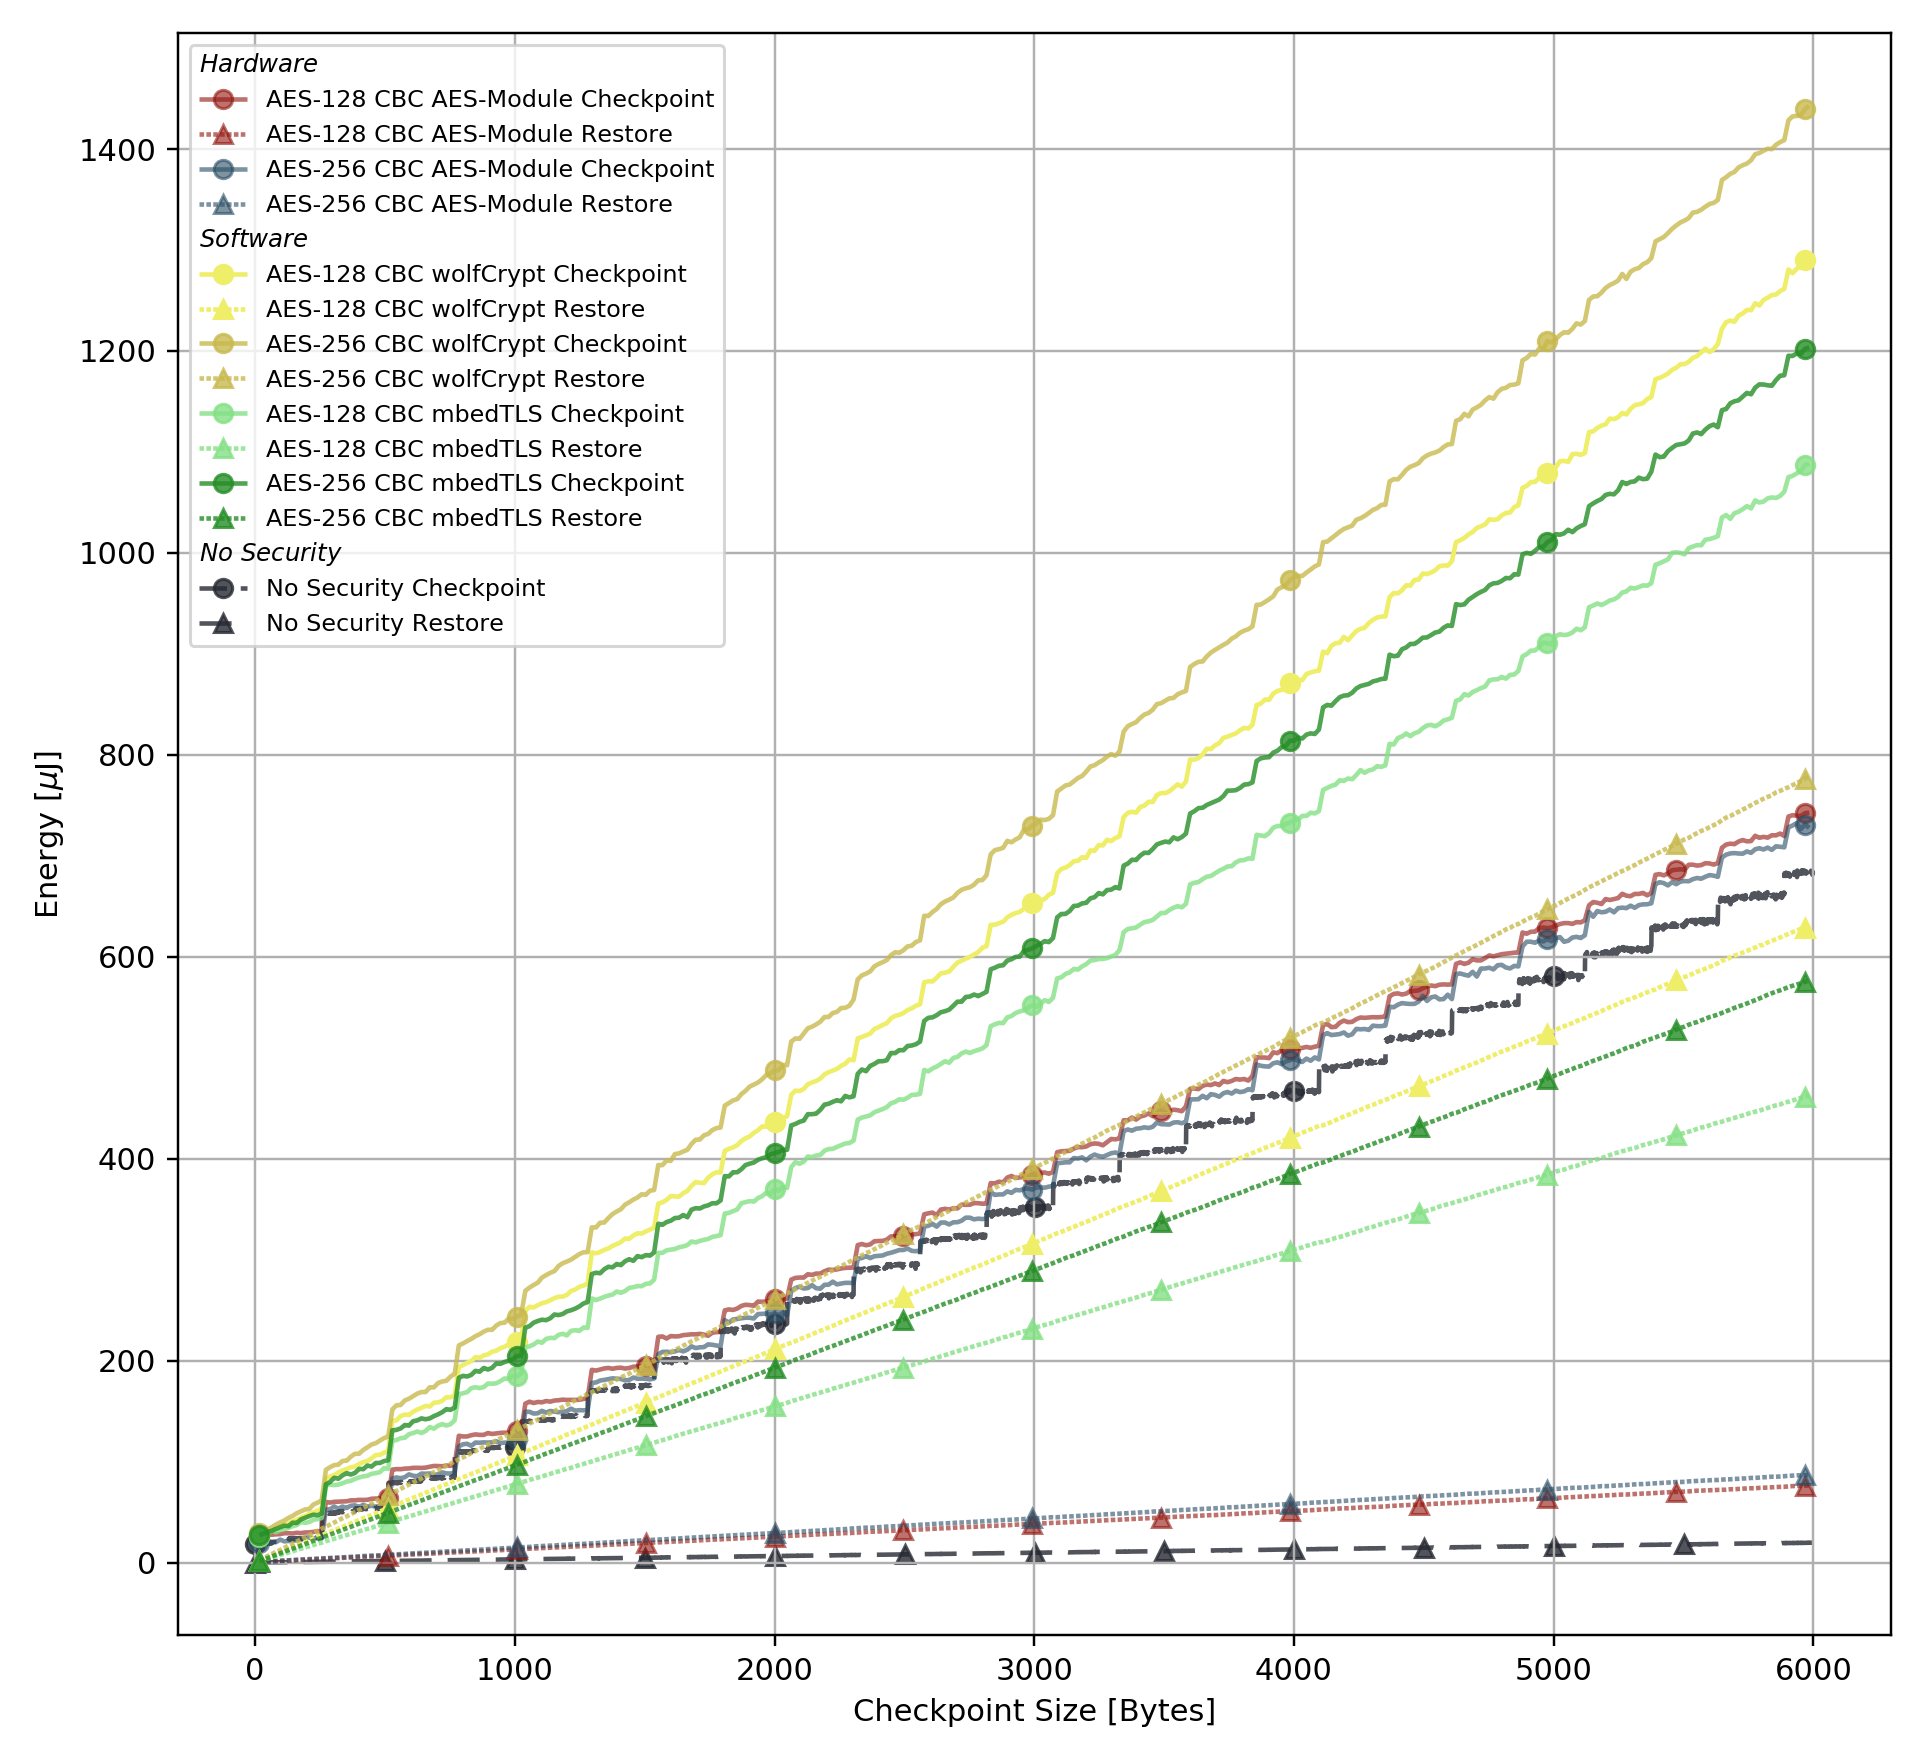 Hardware
AES-128 CBC AES-Module Checkpoint
AES-128 CBC AES-Module Restore
AES-256 CBC AES-Module Checkpoint
AES-256 CBC AES-Module Restore
Software
AES-128 CBC wolfCrypt Checkpoint
AES-128 CBC wolfCrypt Restore
AES-256 CBC wolfCrypt Checkpoint
AES-256 CBC wolfCrypt Restore
AES-128 CBC mbedTLS Checkpoint
AES-128 CBC mbedTLS Restore
AES-256 CBC mbedTLS Checkpoint
AES-256 CBC mbedTLS Restore
No Security
No Security Checkpoint
No Security Restore
1400
1200
1000
800
600
400
200
0
Energy [μJ]
0 1000 2000 3000 4000 5000 6000
Checkpoint Size [Bytes]